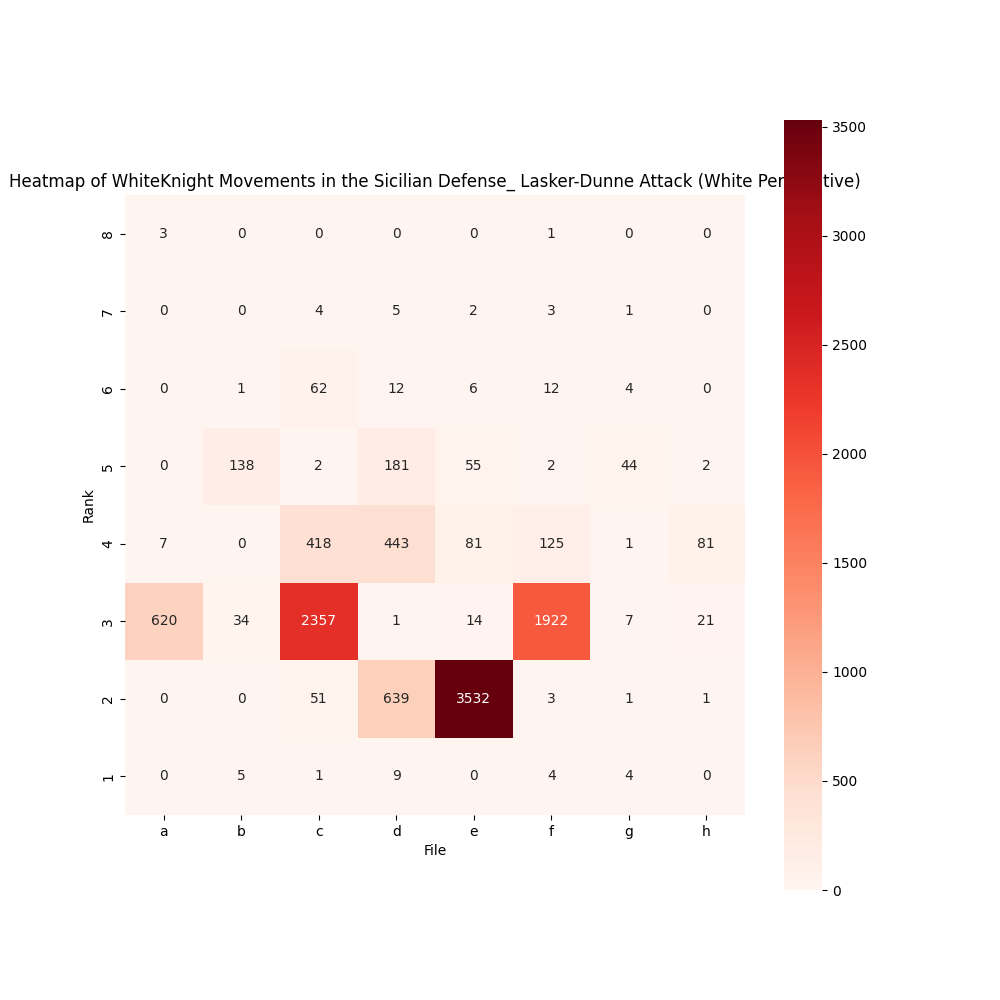 Heatmap of WhiteKnight Movements in the Sicilian Defense_ Lasker-Dunne Attack (White Per tive)
3500
3000
2500
2000
1500
1000
500
0
Rank
8 3 0 0 0 0 1 0 0
7 0 0 4 5 2 3 1 0
6 0 1 62 12 6 12 4 0
5 0 138 2 181 55 2 44 2
4 7 0 418 443 81 125 1 81
3 620 34 2357 1 14 1922 7 21
2 0 0 51 639 3532 3 1 1
1 0 5 1 9 0 4 4 0
a b c d e f g h
File